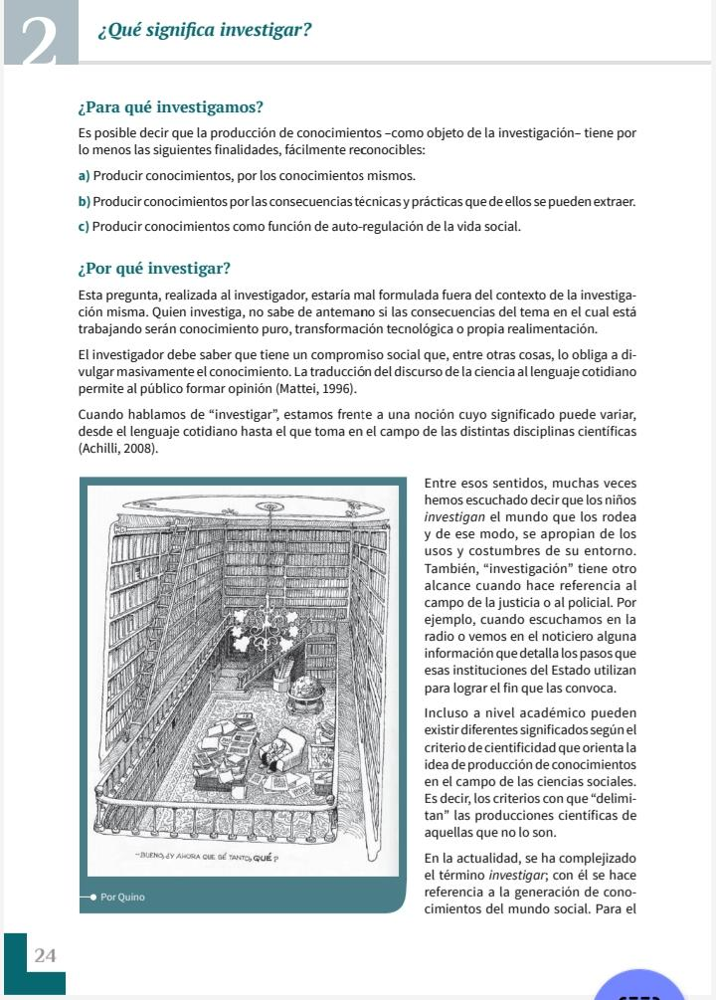 2
¿Qué significa investigar?
¿Para qué investigamos?
Es posible decir que la producción de conocimientos –como objeto de la investigación– tiene por
lo menos las siguientes finalidades, fácilmente reconocibles:
a) Producir conocimientos, por los conocimientos mismos.
b) Producir conocimientos por las consecuencias técnicas y prácticas que de ellos se pueden extraer.
c) Producir conocimientos como función de auto-regulación de la vida social.
¿Por qué investigar?
Esta pregunta, realizada al investigador, estaría mal formulada fuera del contexto de la investiga-
ción misma. Quien investiga, no sabe de antemano si las consecuencias del tema en el cual está
trabajando serán conocimiento puro, transformación tecnológica o propia realimentación.
El investigador debe saber que tiene un compromiso social que, entre otras cosas, lo obliga a di-
vulgar masivamente el conocimiento. La traducción del discurso de la ciencia al lenguaje cotidiano
permite al público formar opinión (Mattei, 1996).
Cuando hablamos de “investigar”, estamos frente a una noción cuyo significado puede variar,
desde el lenguaje cotidiano hasta el que toma en el campo de las distintas disciplinas científicas
(Achilli, 2008).
Entre esos sentidos, muchas veces
hemos escuchado decir que los niños
investigan el mundo que los rodea
y de ese modo, se apropian de los
usos y costumbres de su entorno.
También, “investigación” tiene otro
alcance cuando hace referencia al
campo de la justicia o al policial. Por
ejemplo, cuando escuchamos en la
radio o vemos en el noticiero alguna
información que detalla los pasos que
esas instituciones del Estado utilizan
para lograr el fin que las convoca.
Incluso a nivel académico pueden
existir diferentes significados según el
criterio de cientificidad que orienta la
idea de producción de conocimientos
en el campo de las ciencias sociales.
Es decir, los criterios con que “delimi-
tan” las producciones científicas de
aquellas que no lo son.
En la actualidad, se ha complejizado
el término investigar; con él se hace
referencia a la generación de cono-
cimientos del mundo social. Para el
–BUENO, ¿Y AHORA QUE SÉ TANTO, QUÉ?
Por Quino
24